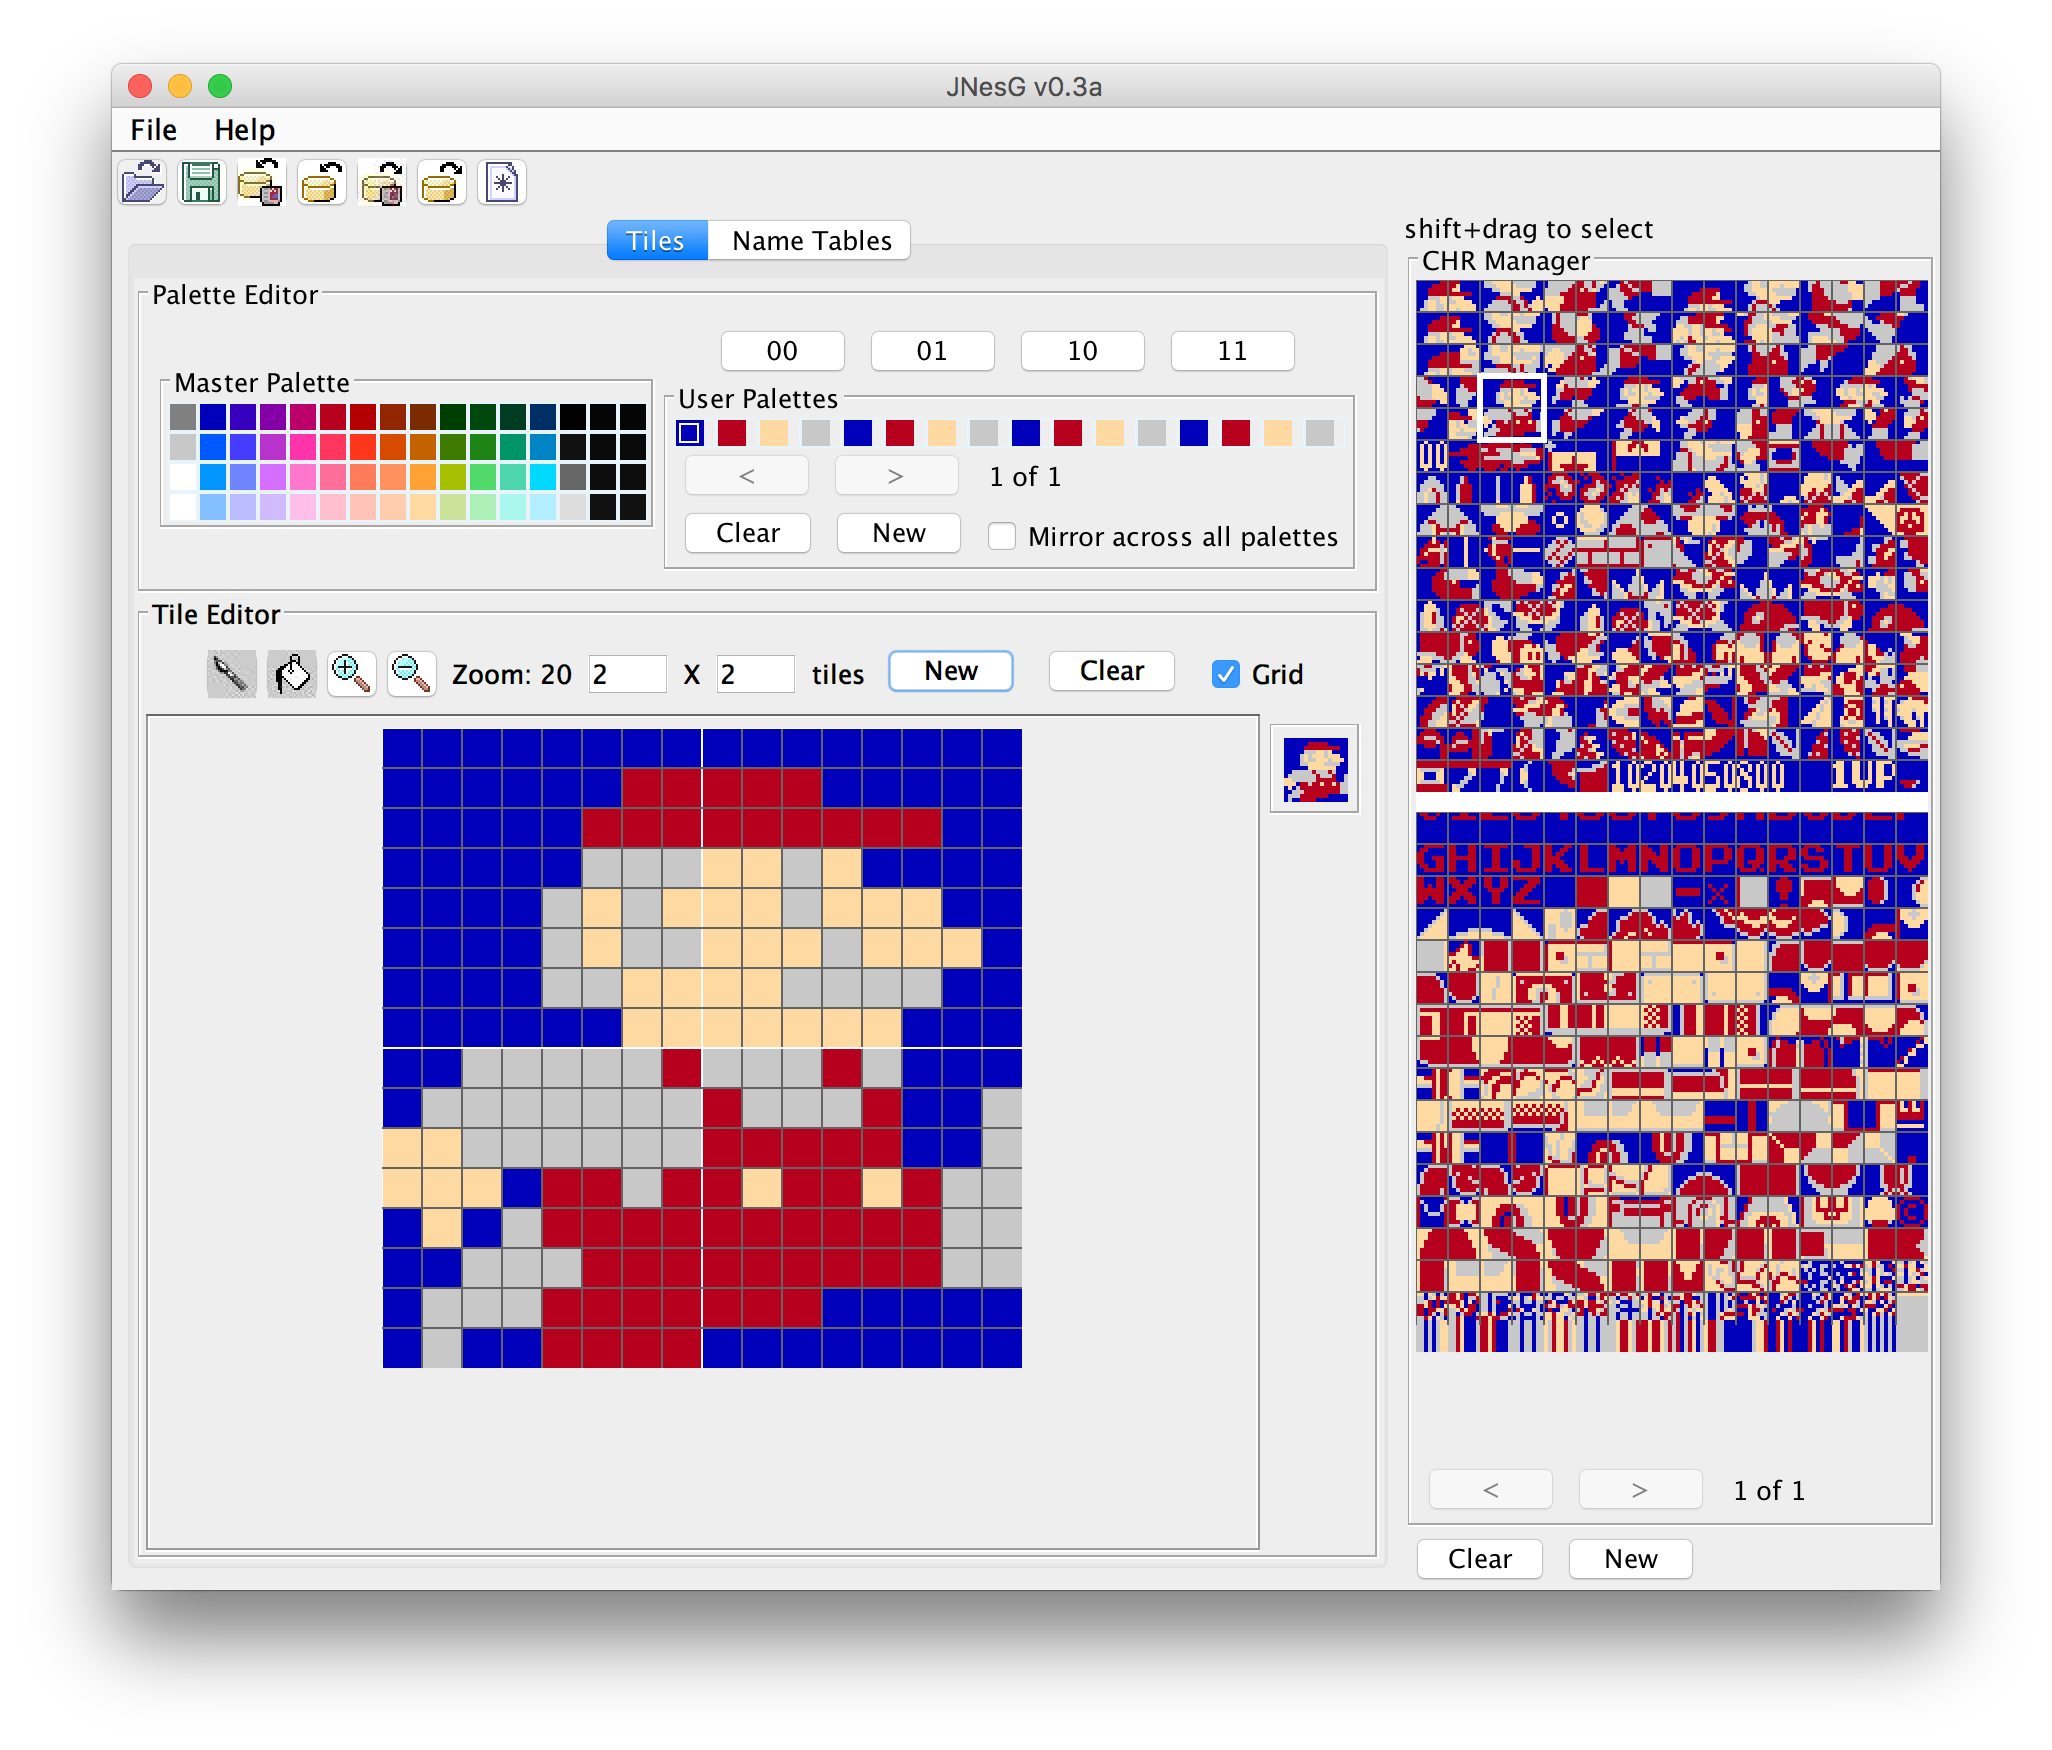 JNesG v0.3a
File Help
Tiles Name Tables
shift+drag to select
CHR Manager
Palette Editor
00 01 10 11
Master Palette
User Palettes
< > 1 of 1
Clear New Mirror across all palettes
Tile Editor
Zoom: 20 2 X 2 tiles New Clear Grid
10204050800 1UP
GHIJKLMNOPQRSTUV
WXYZ - x !
< > 1 of 1
Clear New